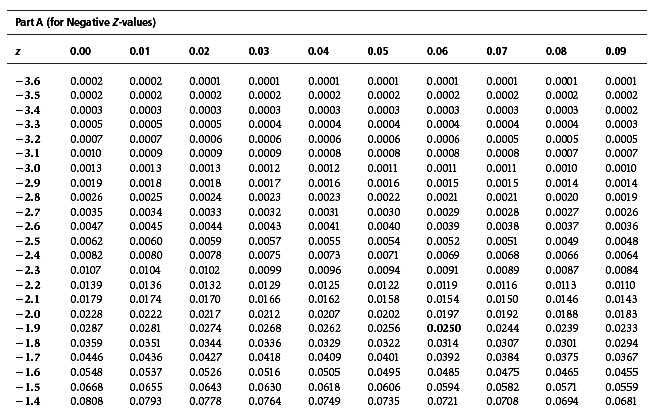 Part A (for Negative Z-values)
z 0.00 0.01 0.02 0.03 0.04 0.05 0.06 0.07 0.08 0.09
−3.6 0.0002 0.0002 0.0001 0.0001 0.0001 0.0001 0.0001 0.0001 0.0001 0.0001
−3.5 0.0002 0.0002 0.0002 0.0002 0.0002 0.0002 0.0002 0.0002 0.0002 0.0002
−3.4 0.0003 0.0003 0.0003 0.0003 0.0003 0.0003 0.0003 0.0003 0.0003 0.0002
−3.3 0.0005 0.0005 0.0005 0.0004 0.0004 0.0004 0.0004 0.0004 0.0004 0.0003
−3.2 0.0007 0.0007 0.0006 0.0006 0.0006 0.0006 0.0006 0.0005 0.0005 0.0005
−3.1 0.0010 0.0009 0.0009 0.0009 0.0008 0.0008 0.0008 0.0008 0.0007 0.0007
−3.0 0.0013 0.0013 0.0013 0.0012 0.0012 0.0011 0.0011 0.0011 0.0010 0.0010
−2.9 0.0019 0.0018 0.0018 0.0017 0.0016 0.0016 0.0015 0.0015 0.0014 0.0014
−2.8 0.0026 0.0025 0.0024 0.0023 0.0023 0.0022 0.0021 0.0021 0.0020 0.0019
−2.7 0.0035 0.0034 0.0033 0.0032 0.0031 0.0030 0.0029 0.0028 0.0027 0.0026
−2.6 0.0047 0.0045 0.0044 0.0043 0.0041 0.0040 0.0039 0.0038 0.0037 0.0036
−2.5 0.0062 0.0060 0.0059 0.0057 0.0055 0.0054 0.0052 0.0051 0.0049 0.0048
−2.4 0.0082 0.0080 0.0078 0.0075 0.0073 0.0071 0.0069 0.0068 0.0066 0.0064
−2.3 0.0107 0.0104 0.0102 0.0099 0.0096 0.0094 0.0091 0.0089 0.0087 0.0084
−2.2 0.0139 0.0136 0.0132 0.0129 0.0125 0.0122 0.0119 0.0116 0.0113 0.0110
−2.1 0.0179 0.0174 0.0170 0.0166 0.0162 0.0158 0.0154 0.0150 0.0146 0.0143
−2.0 0.0228 0.0222 0.0217 0.0212 0.0207 0.0202 0.0197 0.0192 0.0188 0.0183
−1.9 0.0287 0.0281 0.0274 0.0268 0.0262 0.0256 0.0250 0.0244 0.0239 0.0233
−1.8 0.0359 0.0351 0.0344 0.0336 0.0329 0.0322 0.0314 0.0307 0.0301 0.0294
−1.7 0.0446 0.0436 0.0427 0.0418 0.0409 0.0401 0.0392 0.0384 0.0375 0.0367
−1.6 0.0548 0.0537 0.0526 0.0516 0.0505 0.0495 0.0485 0.0475 0.0465 0.0455
−1.5 0.0668 0.0655 0.0643 0.0630 0.0618 0.0606 0.0594 0.0582 0.0571 0.0559
−1.4 0.0808 0.0793 0.0778 0.0764 0.0749 0.0735 0.0721 0.0708 0.0694 0.0681